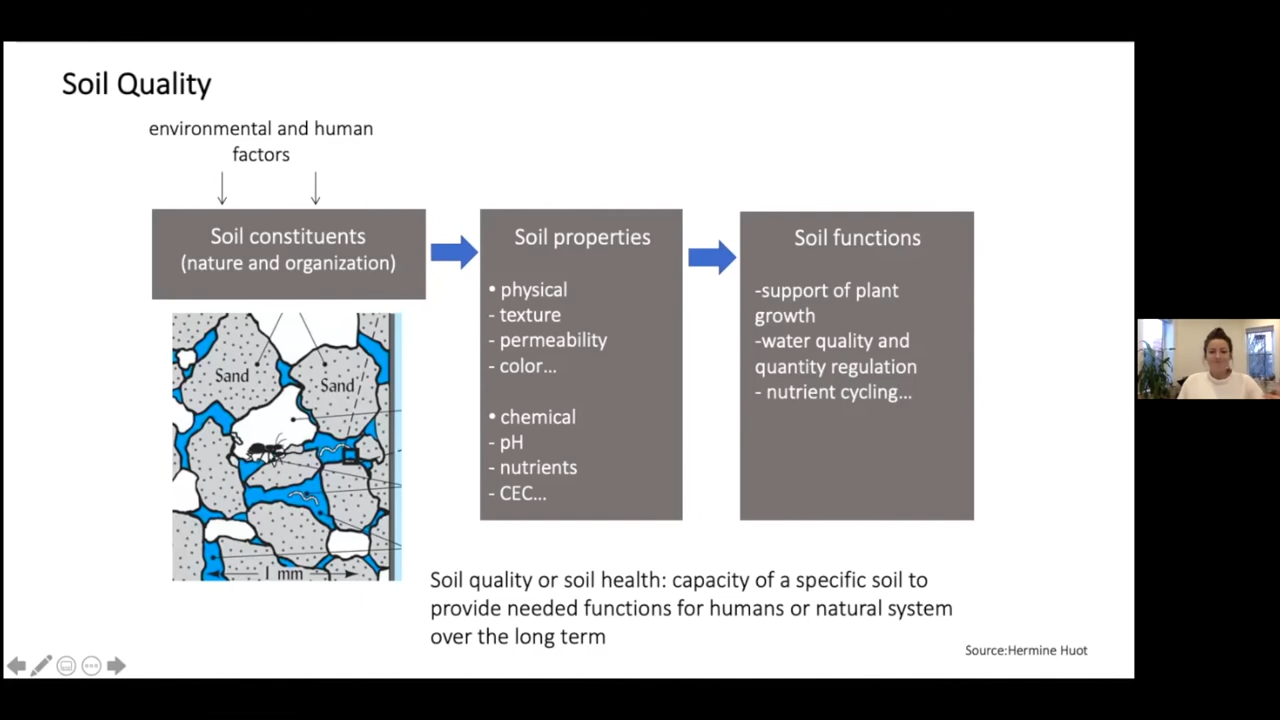 Soil Quality
environmental and human
factors
Soil constituents
(nature and organization)
Sand
Sand
1 mm
Soil properties
• physical
- texture
- permeability
- color...
• chemical
- pH
- nutrients
- CEC...
Soil functions
-support of plant
growth
-water quality and
quantity regulation
- nutrient cycling...
Soil quality or soil health: capacity of a specific soil to
provide needed functions for humans or natural system
over the long term
Source:Hermine Huot